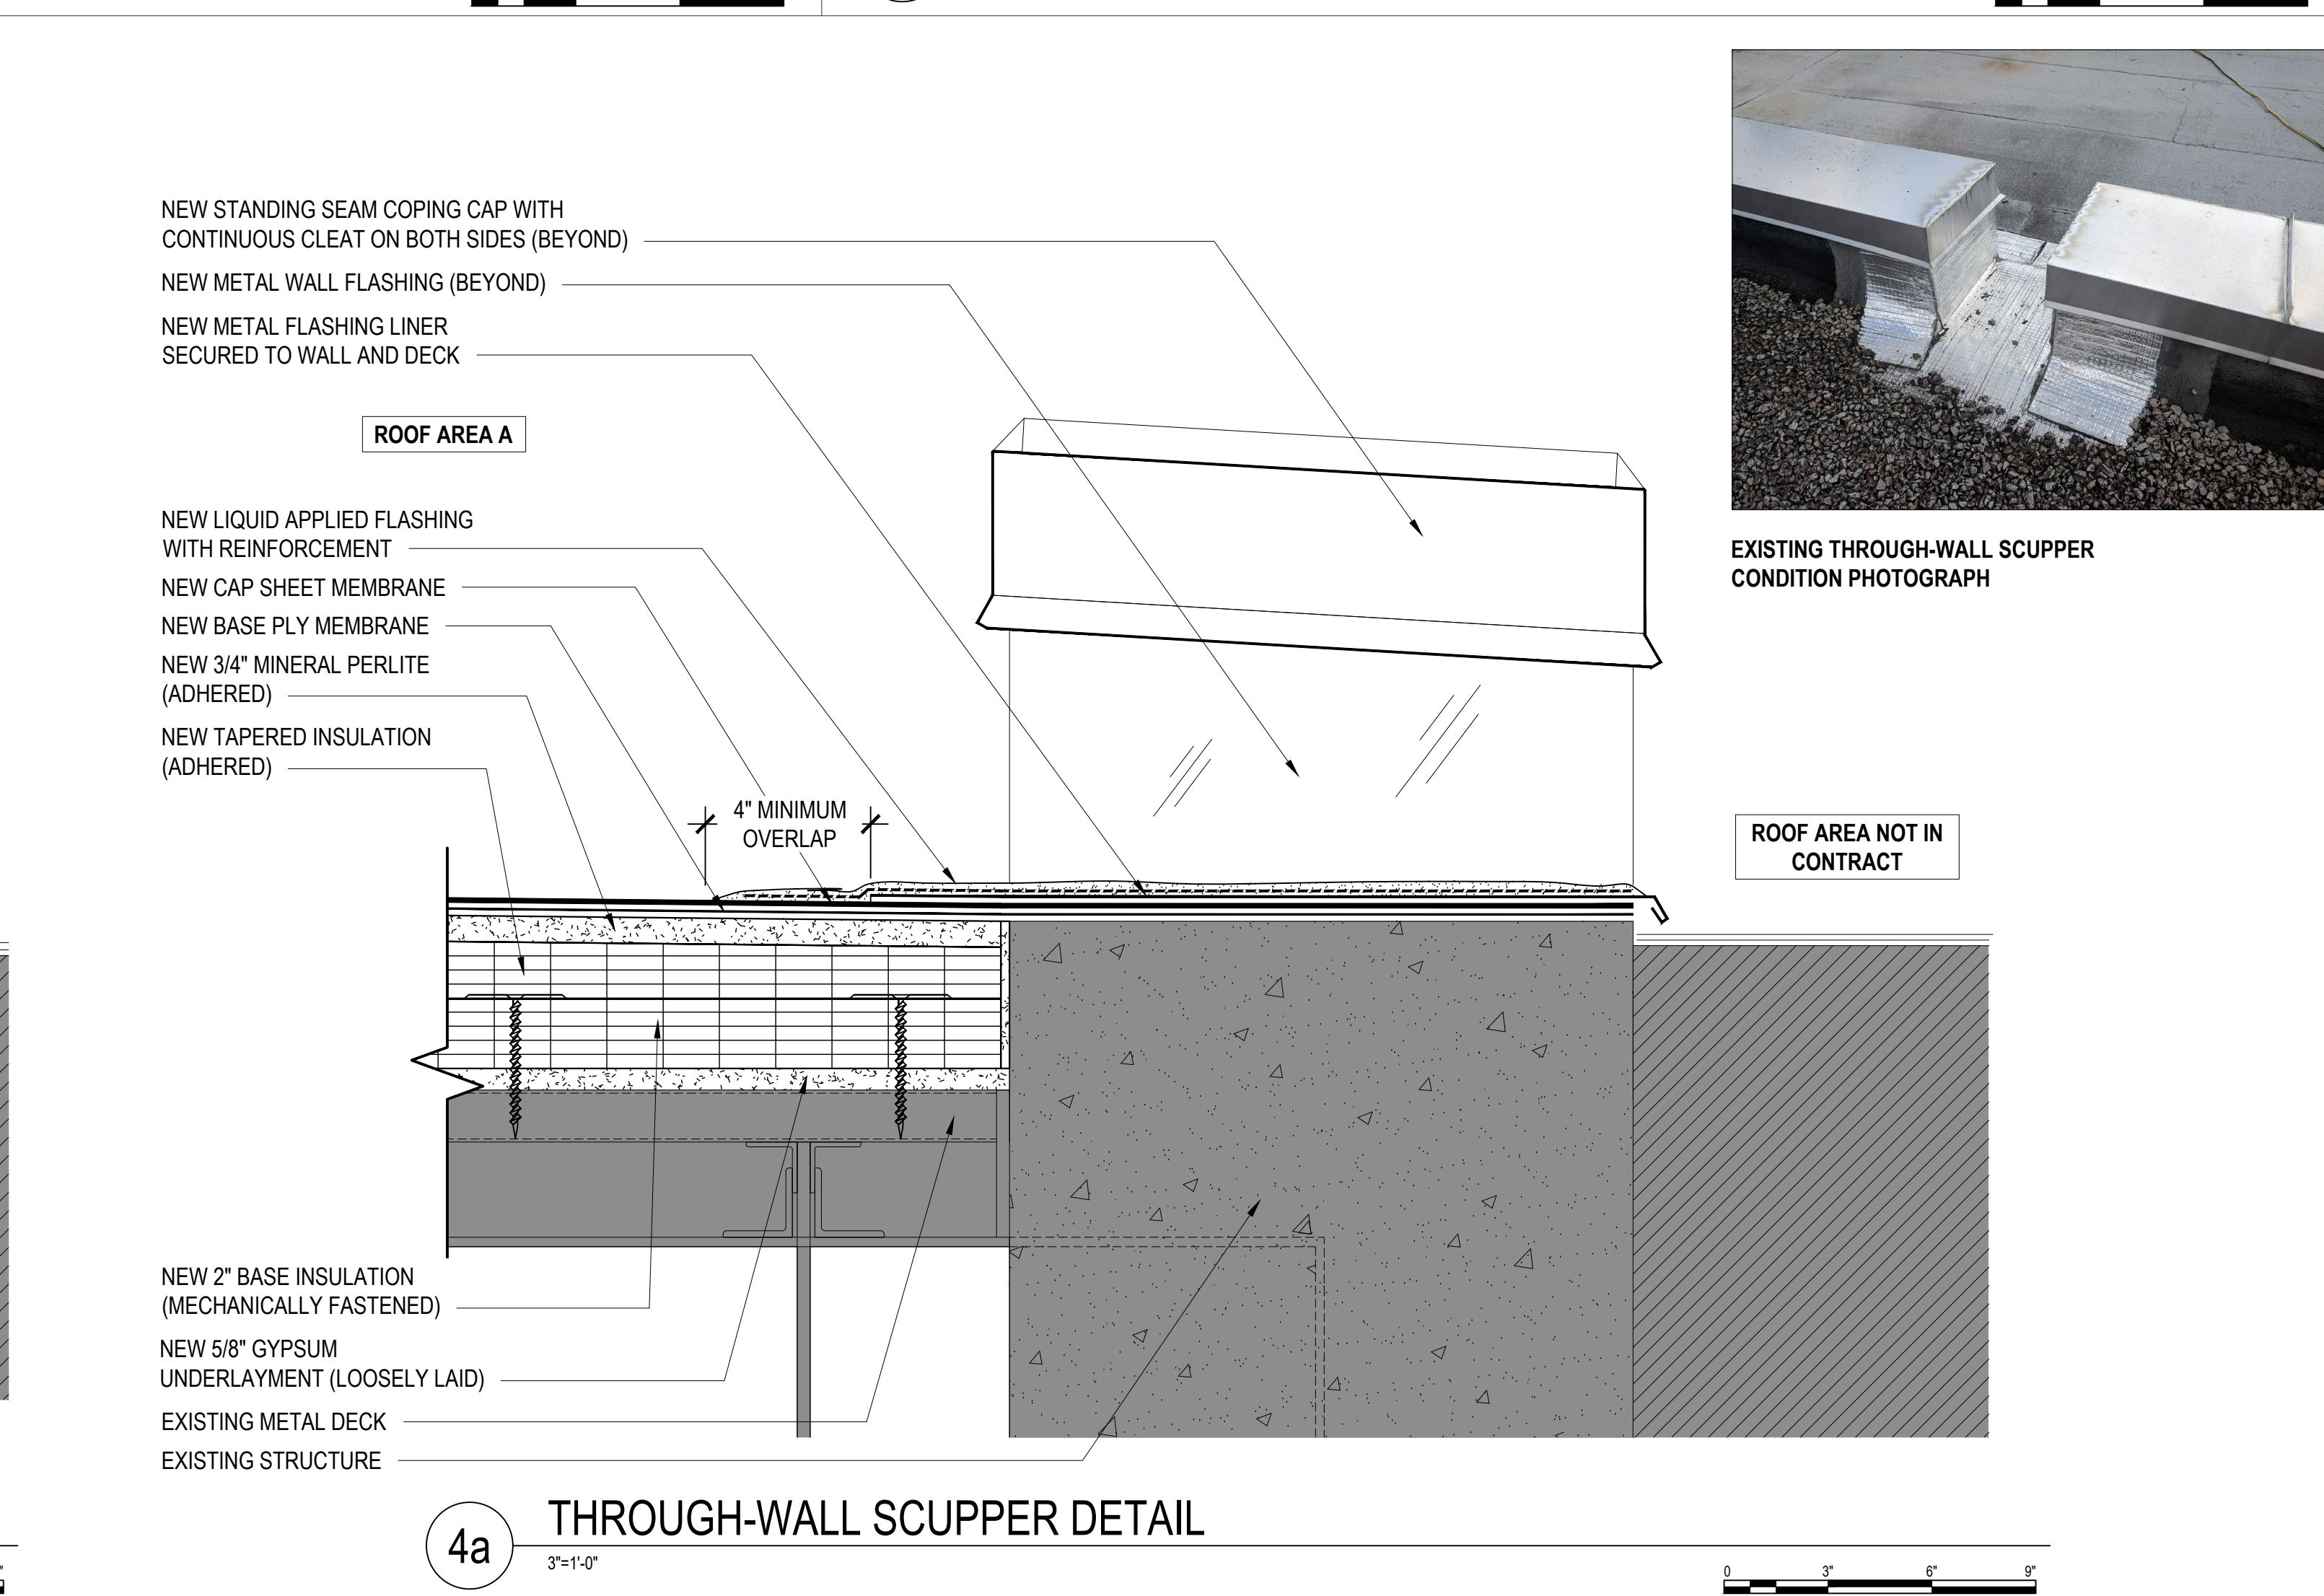 NEW STANDING SEAM COPING CAP WITH
CONTINUOUS CLEAT ON BOTH SIDES (BEYOND)
NEW METAL WALL FLASHING (BEYOND)
NEW METAL FLASHING LINER
SECURED TO WALL AND DECK
ROOF AREA A
NEW LIQUID APPLIED FLASHING
WITH REINFORCEMENT
NEW CAP SHEET MEMBRANE
NEW BASE PLY MEMBRANE
NEW 3/4" MINERAL PERLITE
(ADHERED)
NEW TAPERED INSULATION
(ADHERED)
4" MINIMUM
OVERLAP
EXISTING THROUGH-WALL SCUPPER
CONDITION PHOTOGRAPH
ROOF AREA NOT IN
CONTRACT
NEW 2" BASE INSULATION
(MECHANICALLY FASTENED)
NEW 5/8" GYPSUM
UNDERLAYMENT (LOOSELY LAID)
EXISTING METAL DECK
EXISTING STRUCTURE
4a
THROUGH-WALL SCUPPER DETAIL
3"=1'-0"
0 3" 6" 9"